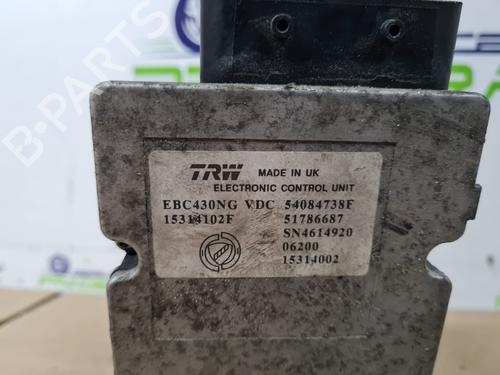 B-PARTS
TRW MADE IN UK
ELECTRONIC CONTROL UNIT
EBC430NG VDC 54084738F
15314102F 51786687
SN4614920
06200
15314002